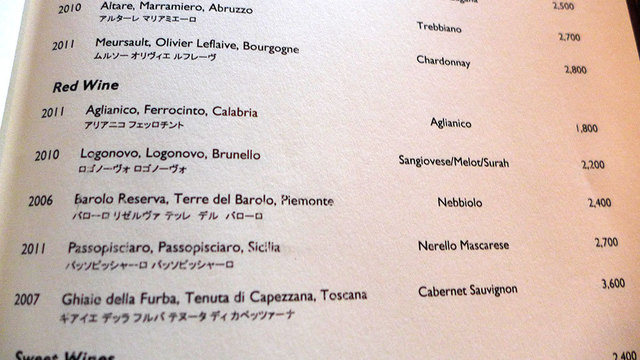 2010 Altare, Marramiero, Abruzzo Trebbiano 2,500
アルターレ マリアミエーロ
2011 Meursault, Olivier Leflaive, Bourgogne Chardonnay 2,700
ムルソー オリヴィエ ルフレーヴ
2,800
Red Wine
2011 Aglianico, Ferrocinto, Calabria Aglianico 1,800
アリアニコ フェッロチント
2010 Logonovo, Logonovo, Brunello Sangiovese/Melot/Surah 2,200
ロゴノーヴォ ロゴノーヴォ
2006 Barolo Reserva, Terre del Barolo, Piemonte Nebbiolo 2,400
バローロ リゼルヴァ テッレ デル バローロ
2011 Passopisciaro, Passopisciaro, Sicilia Nerello Mascarese 2,700
パッソピッシャーロ パッソピッシャーロ
2007 Ghiaie della Furba, Tenuta di Capezzana, Toscana Cabernet Sauvignon 3,600
キアイエ デッラ フルバ テヌータ ディ カペッツァーナ
Sweet Wines 2,400